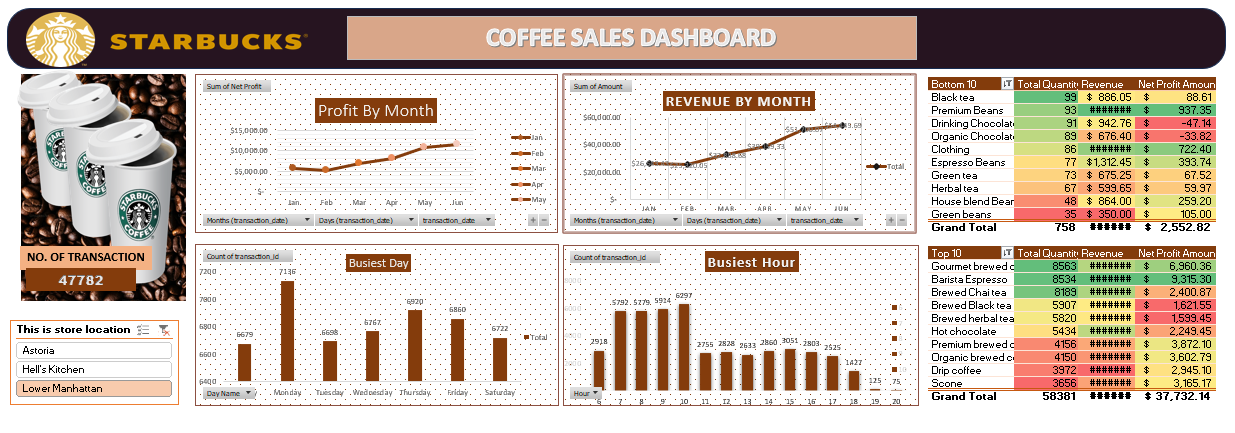 STARBUCKS®
COFFEE SALES DASHBOARD
NO. OF TRANSACTION
47782
This is store location
Astoria
Hell's Kitchen
Lower Manhattan
Sum of Net Profit
Profit By Month
$15,000.00
$10,000.00
$5,000.00
$-
Jan Feb Mar Apr May Jun
Jan
Feb
Mar
Apr
May
Months (transaction_date) Days (transaction_date) transaction_date
Sum of Amount
REVENUE BY MONTH
$60,000.00
$40,000.00
$20,000.00
$-
JAN FEB MAR APR MAY JUN
Total
Months (transaction_date) Days (transaction_date) transaction_date
Count of transaction_id
Busiest Day
7200
7000
6800
6600
6400
6679 7136 6698 6767 6920 6860 6722
Monday Tuesday Wednesday Thursday Friday Saturday
Total
Day Name
Count of transaction_id
Busiest Hour
2918 5792 5779 5914 6297 2755 2828 2633 2860 3051 2803 2525 1427 125 75
6 7 8 9 10 11 12 13 14 15 16 17 18 19 20
Hour
Bottom 10 Total Quantity Revenue Net Profit Amoun
Black tea 99 $ 886.05 $ 88.61
Premium Beans 93 ####### $ 937.35
Drinking Chocolate 91 $ 942.76 $ -47.14
Organic Chocolate 89 $ 676.40 $ -33.82
Clothing 86 ####### $ 722.40
Espresso Beans 77 $1,312.45 $ 393.74
Green tea 73 $ 675.25 $ 67.52
Herbal tea 67 $ 599.65 $ 59.97
House blend Bean 48 $ 864.00 $ 259.20
Green beans 35 $ 350.00 $ 105.00
Grand Total 758 ###### $ 2,552.82
Top 10 Total Quantity Revenue Net Profit Amoun
Gourmet brewed c 8563 ####### $ 6,960.36
Barista Espresso 8534 ####### $ 9,315.30
Brewed Chai tea 8189 ####### $ 2,400.87
Brewed Black tea 5907 ####### $ 1,621.55
Brewed herbal tea 5820 ####### $ 1,599.45
Hot chocolate 5434 ####### $ 2,249.45
Premium brewed c 4156 ####### $ 3,872.10
Organic brewed c 4150 ####### $ 3,602.79
Drip coffee 3972 ####### $ 2,945.10
Scone 3656 ####### $ 3,165.17
Grand Total 58381 ###### $ 37,732.14